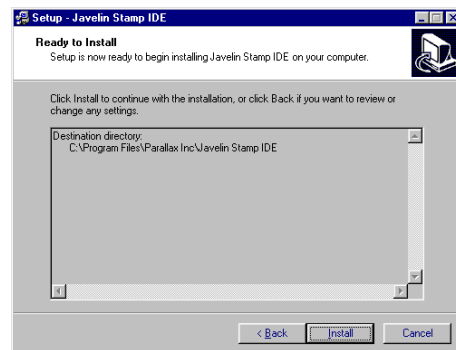 Setup - Javelin Stamp IDE
Ready to Install
Setup is now ready to begin installing Javelin Stamp IDE on your computer.
Click Install to continue with the installation, or click Back if you want to review or
change any settings.
Destination directory:
C:\Program Files\Parallax Inc\Javelin Stamp IDE
< Back Install Cancel